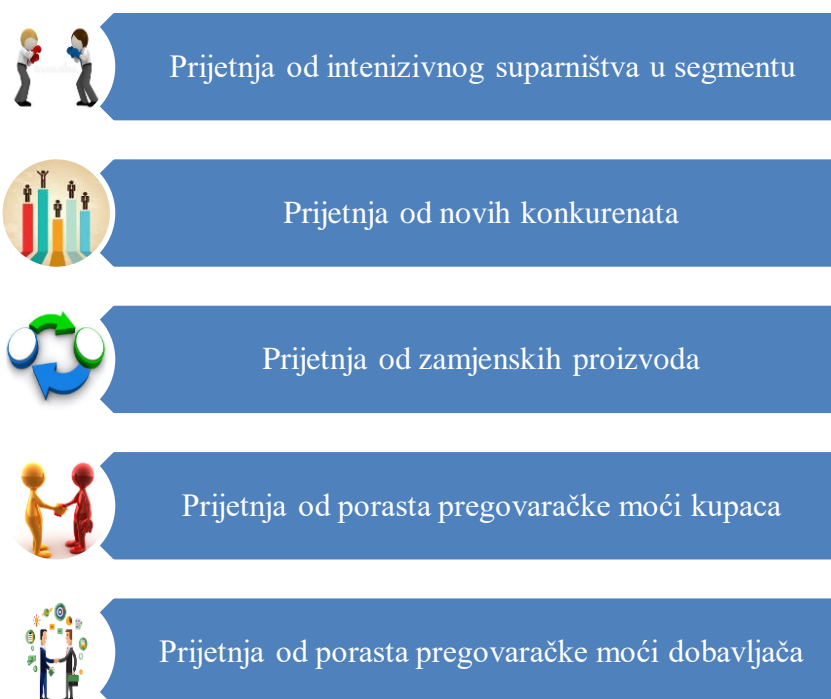 Prijetnja od intenizivnog suparništva u segmentu
Prijetnja od novih konkurenata
Prijetnja od zamjenskih proizvoda
Prijetnja od porasta pregovaračke moći kupaca
Prijetnja od porasta pregovaračke moći dobavljača